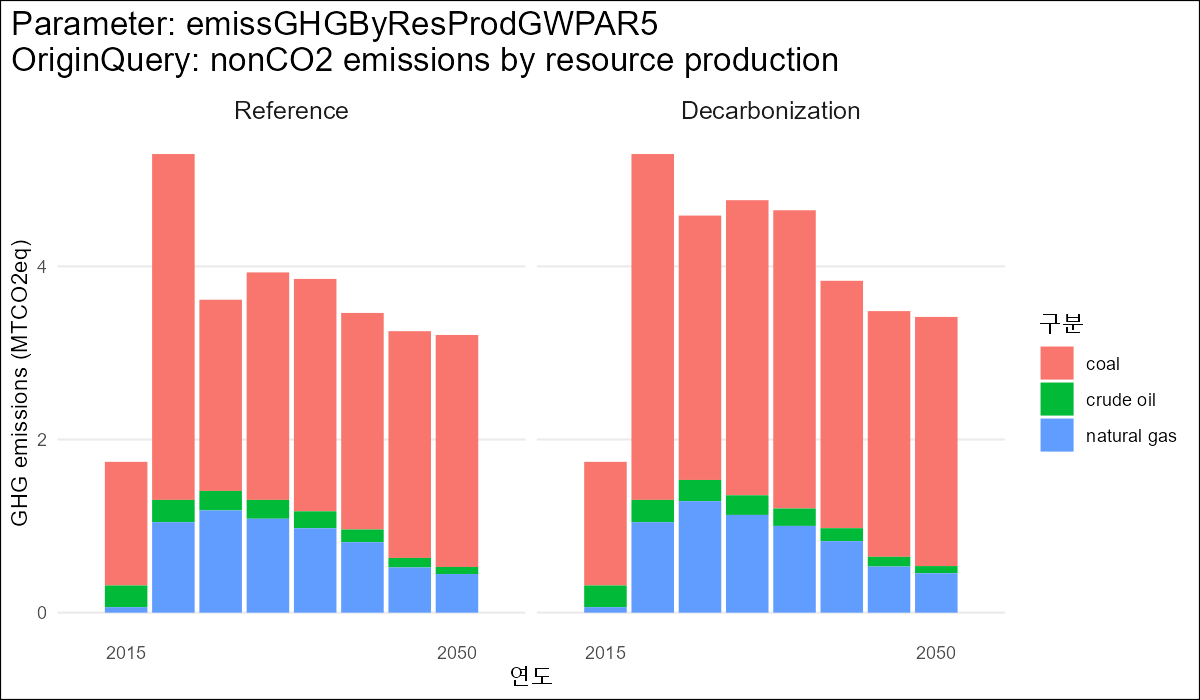 Parameter: emissGHGByResProdGWPAR5
OriginQuery: nonCO2 emissions by resource production
Reference
Decarbonization
GHG emissions (MTCO2eq)
4
2
0
2015
2050
2015
2050
연도
구분
coal
crude oil
natural gas